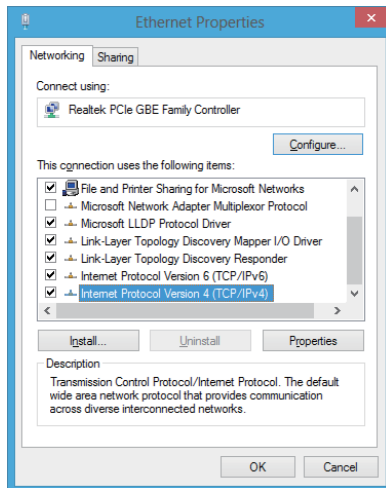 Ethernet Properties
Networking
Sharing
Connect using:
Realtek PCIe GBE Family Controller
Configure...
This connection uses the following items:
File and Printer Sharing for Microsoft Networks
Microsoft Network Adapter Multiplexor Protocol
Microsoft LLDP Protocol Driver
Link-Layer Topology Discovery Mapper I/O Driver
Link-Layer Topology Discovery Responder
Internet Protocol Version 6 (TCP/IPv6)
Internet Protocol Version 4 (TCP/IPv4)
Install...
Uninstall
Properties
Description
Transmission Control Protocol/Internet Protocol. The default
wide area network protocol that provides communication
across diverse interconnected networks.
OK
Cancel